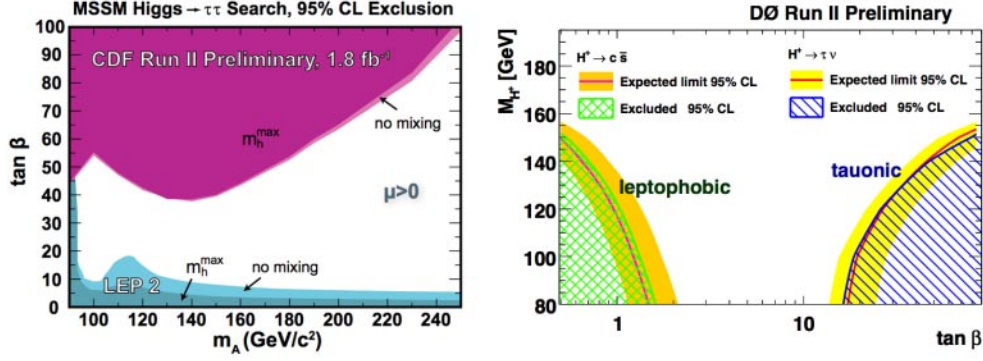 MSSM Higgs → ττ Search, 95% CL Exclusion
CDF Run II Preliminary, 1.8 fb⁻¹
no mixing
m_h^max
μ>0
m_h^max
no mixing
LEP 2
tan β
100
90
80
70
60
50
40
30
20
10
0
100 120 140 160 180 200 220 240
m_A (GeV/c²)
DØ Run II Preliminary
H⁺ → c s̄
Expected limit 95% CL
Excluded 95% CL
H⁺ → τ ν
Expected limit 95% CL
Excluded 95% CL
leptophobic
tauonic
M_H⁺ [GeV]
180
160
140
120
100
80
1 10
tan β